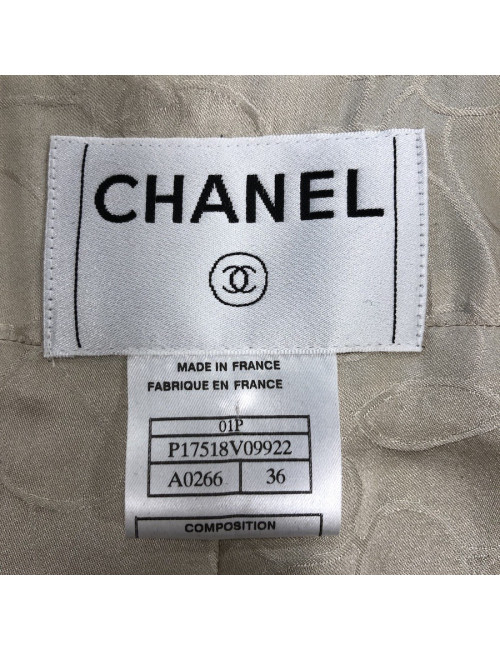 CHANEL
MADE IN FRANCE
FABRIQUE EN FRANCE
01P
P17518V09922
A0266 36
COMPOSITION